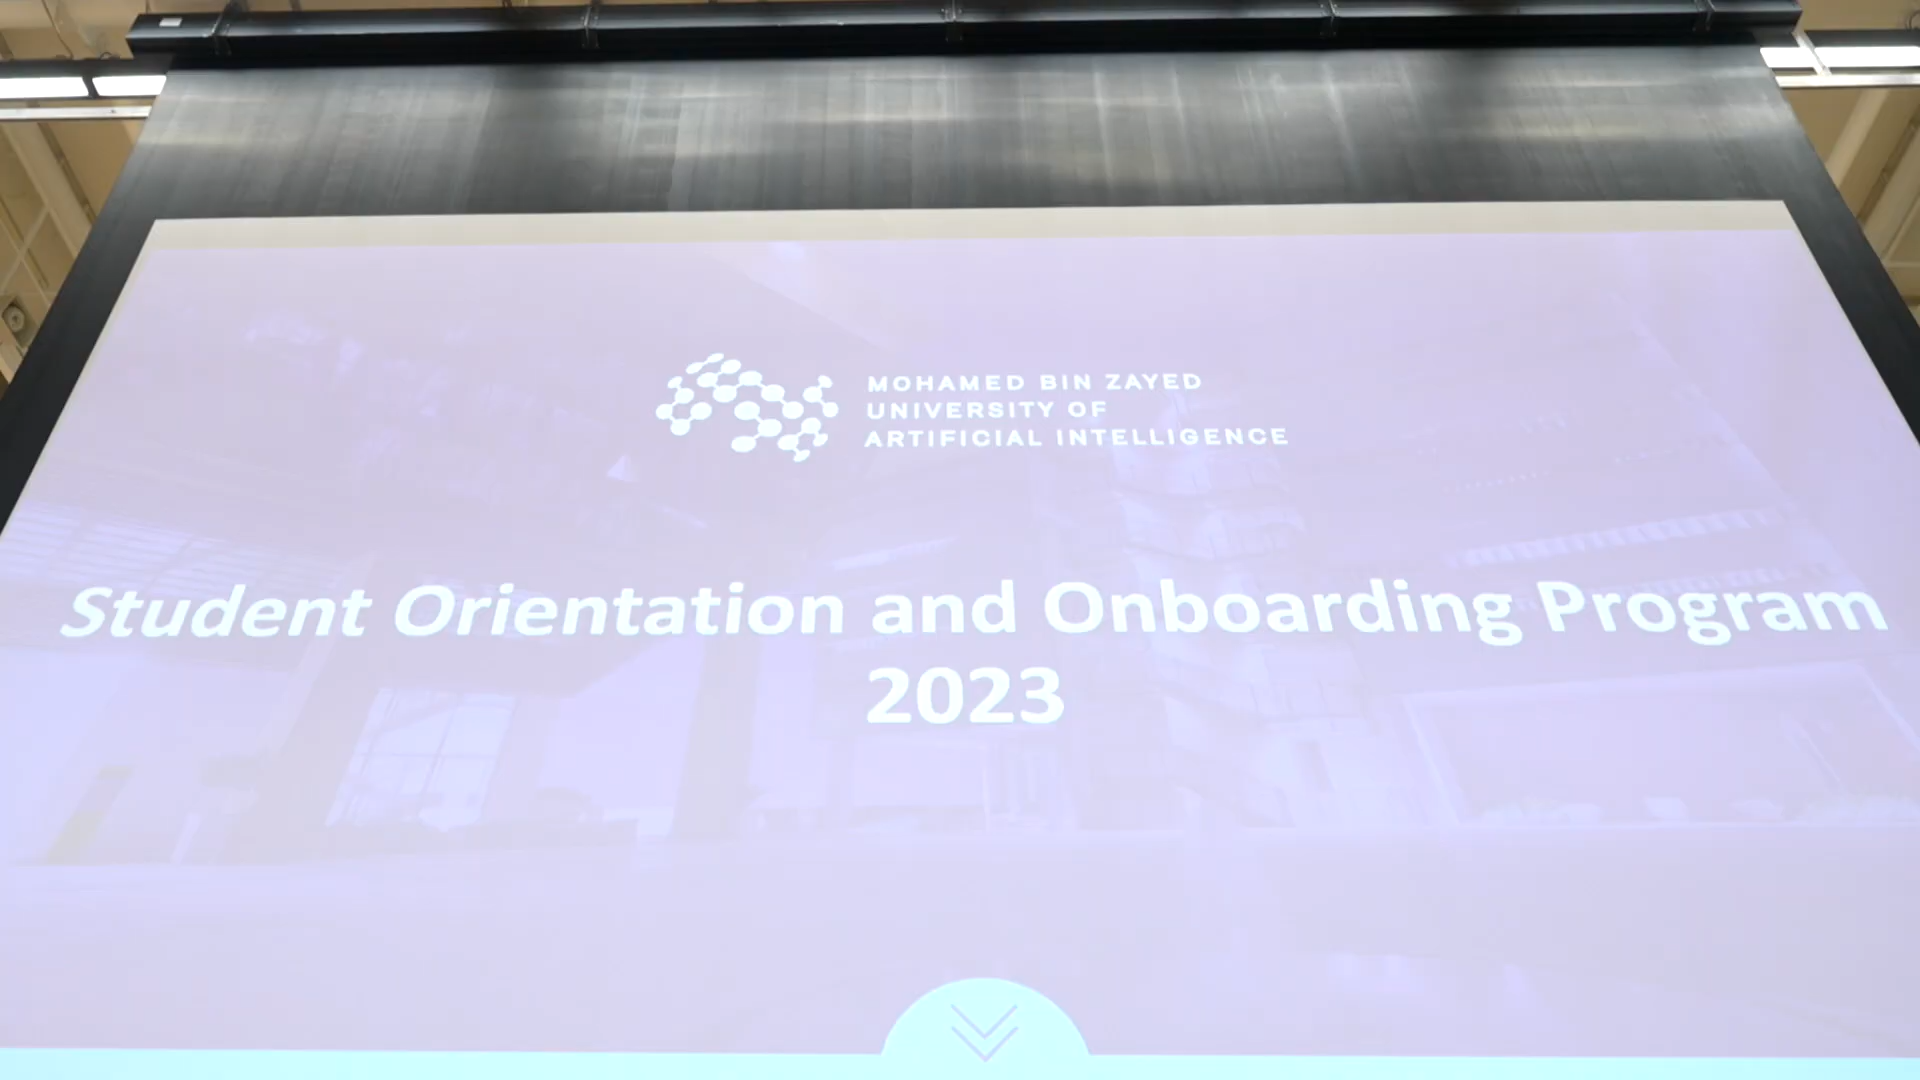 MOHAMED BIN ZAYED
UNIVERSITY OF
ARTIFICIAL INTELLIGENCE
Student Orientation and Onboarding Program
2023